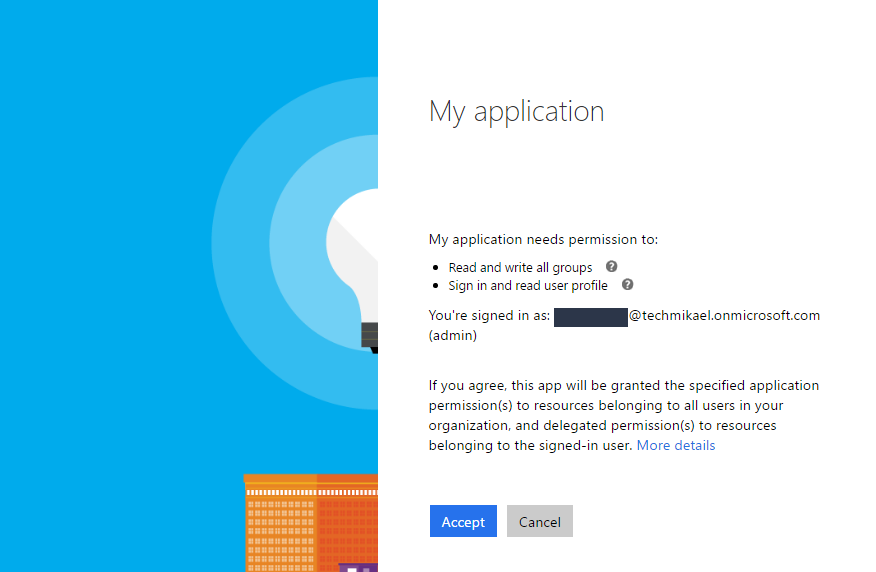 My application
My application needs permission to:
Read and write all groups
Sign in and read user profile
You're signed in as: @techmikael.onmicrosoft.com
(admin)
If you agree, this app will be granted the specified application
permission(s) to resources belonging to all users in your
organization, and delegated permission(s) to resources
belonging to the signed-in user. More details
Accept
Cancel